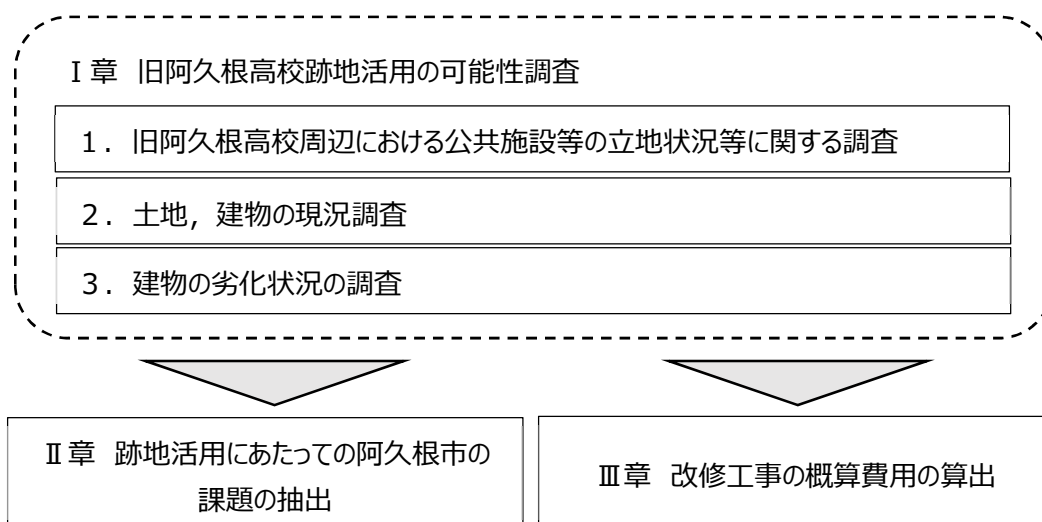 Ⅰ章 旧阿久根高校跡地活用の可能性調査
１．旧阿久根高校周辺における公共施設等の立地状況等に関する調査
２．土地，建物の現況調査
３．建物の劣化状況の調査
Ⅱ章 跡地活用にあたっての阿久根市の
課題の抽出
Ⅲ章 改修工事の概算費用の算出